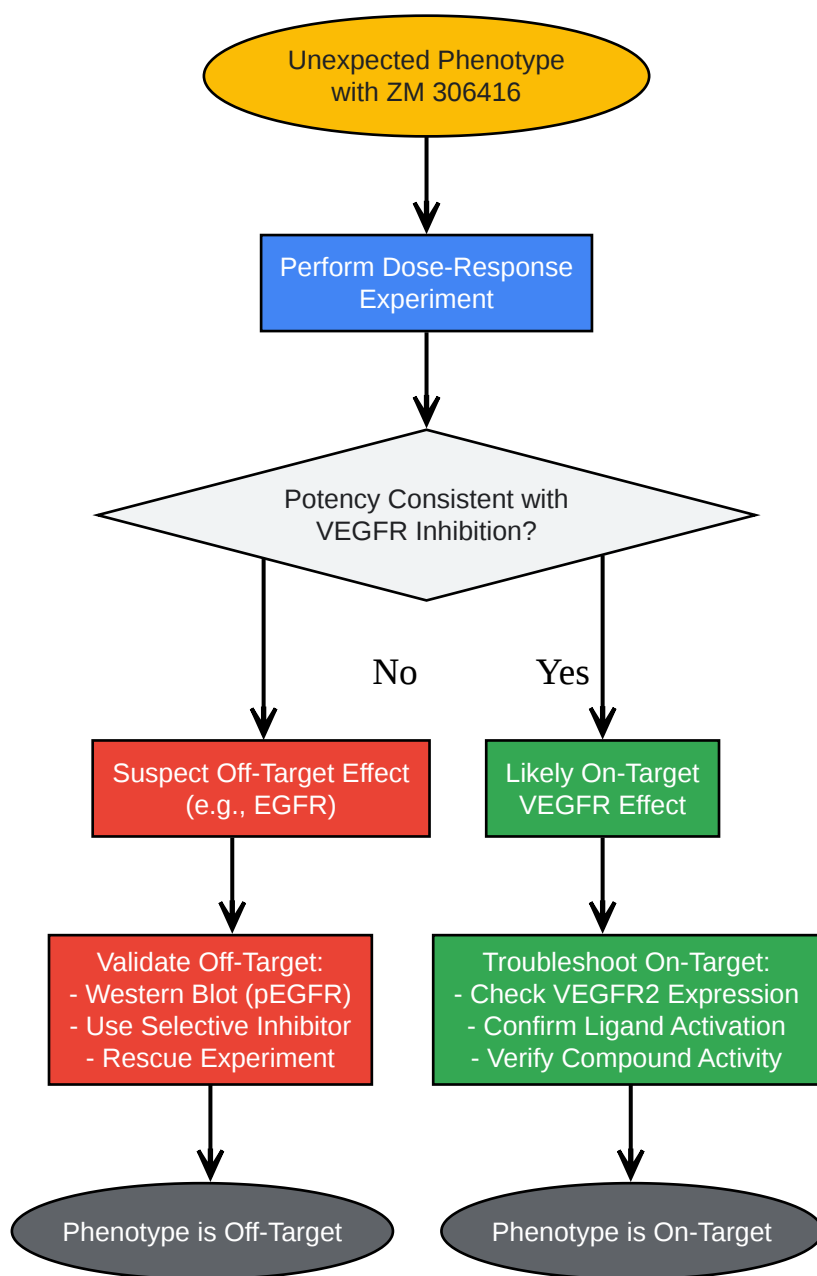 Unexpected Phenotype
with ZM 306416
Perform Dose-Response
Experiment
Potency Consistent with
VEGFR Inhibition?
No
Yes
Suspect Off-Target Effect
(e.g., EGFR)
Likely On-Target
VEGFR Effect
Validate Off-Target:
- Western Blot (pEGFR)
- Use Selective Inhibitor
- Rescue Experiment
Troubleshoot On-Target:
- Check VEGFR2 Expression
- Confirm Ligand Activation
- Verify Compound Activity
Phenotype is Off-Target
Phenotype is On-Target